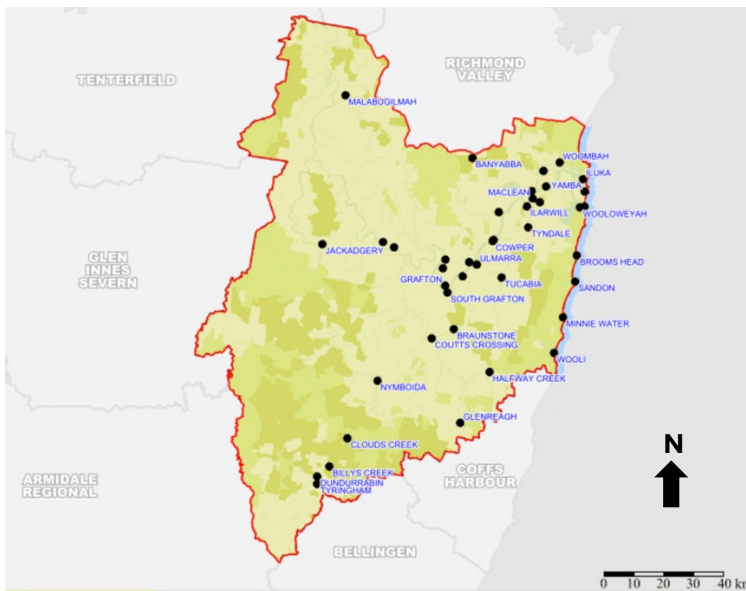 TENTERFIELD
RICHMOND
VALLEY
MALABUGILMAH
BANYABBA
WOOMBAH
ILUKA
YAMBA
MACLEAN
ILARWILL
WOOLOWEYAH
TYNDALE
COWPER
JACKADGERY
ULMARRA
BROOMS HEAD
GLEN
INNES
SEVERN
GRAFTON
TUCABIA
SANDON
SOUTH GRAFTON
MINNIE WATER
BRAUNSTONE
COUTTS CROSSING
WOOLI
HALFWAY CREEK
NYMBOIDA
GLENREAGH
CLOUDS CREEK
N
BILLYS CREEK
COFFS
HARBOUR
ARMIDALE
REGIONAL
DUNDURRABIN
TYRINGHAM
BELLINGEN
0 10 20 30 40 km